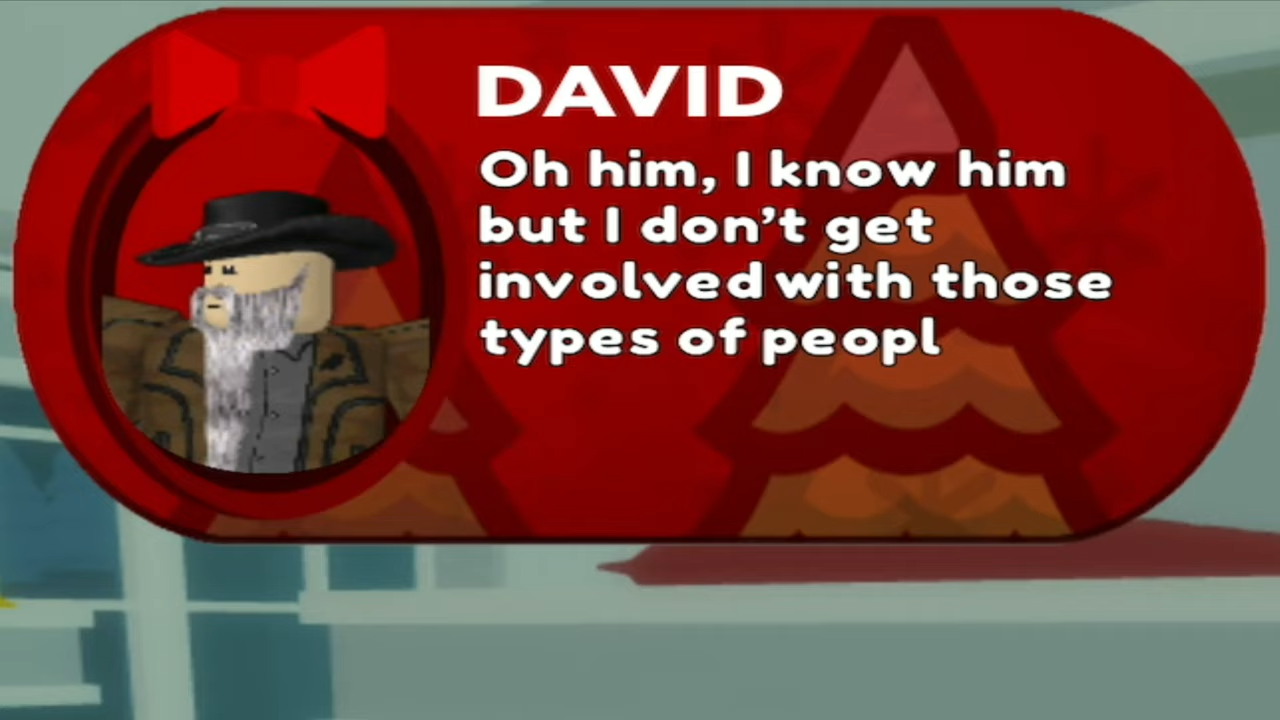 DAVID
Oh him, I know him
but I don’t get
involved with those
types of peopl